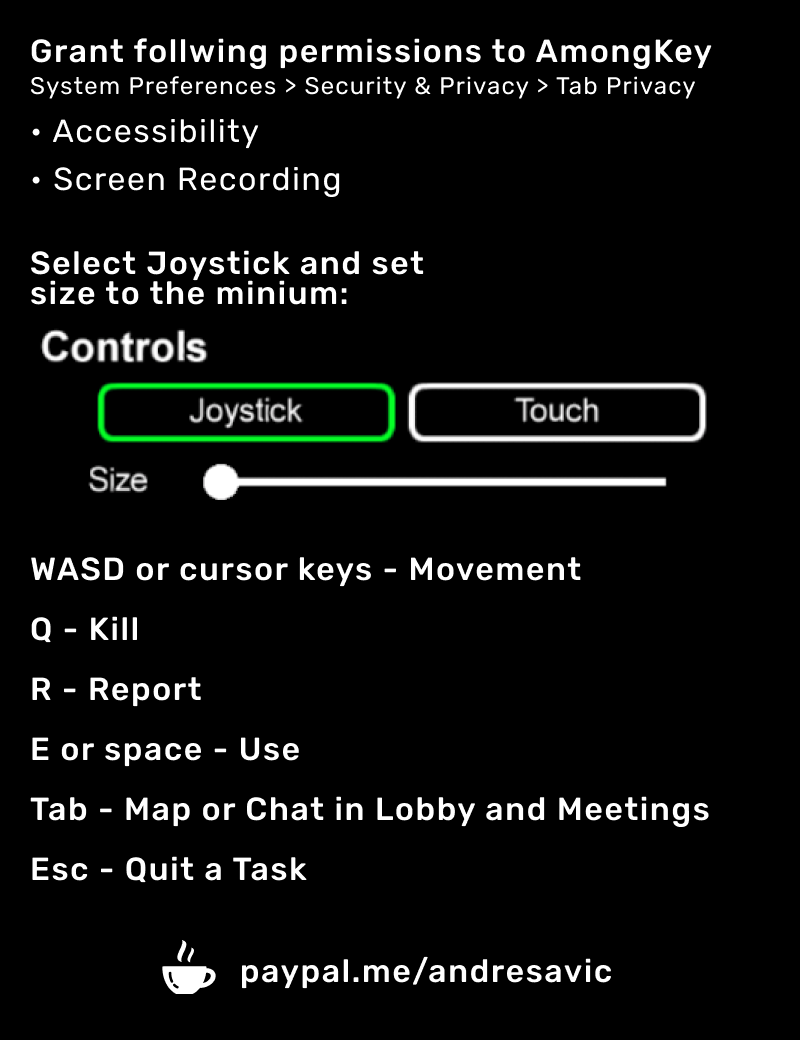 Grant follwing permissions to AmongKey
System Preferences > Security & Privacy > Tab Privacy
• Accessibility
• Screen Recording
Select Joystick and set
size to the minium:
Controls
Joystick Touch
Size
WASD or cursor keys - Movement
Q - Kill
R - Report
E or space - Use
Tab - Map or Chat in Lobby and Meetings
Esc - Quit a Task
paypal.me/andresavic